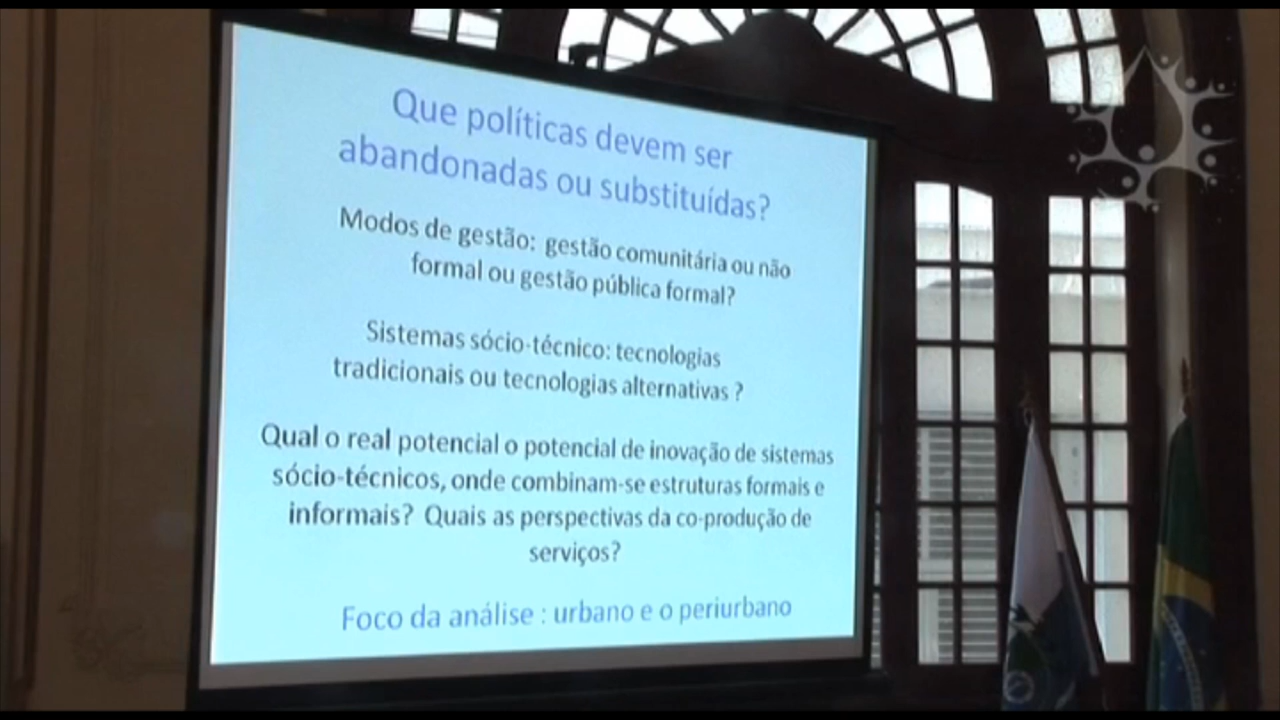 Que políticas devem ser
abandonadas ou substituídas?
Modos de gestão: gestão comunitária ou não
formal ou gestão pública formal?
Sistemas sócio-técnico: tecnologias
tradicionais ou tecnologias alternativas ?
Qual o real potencial o potencial de inovação de sistemas
sócio-técnicos, onde combinam-se estruturas formais e
informais? Quais as perspectivas da co-produção de
serviços?
Foco da análise : urbano e o periurbano